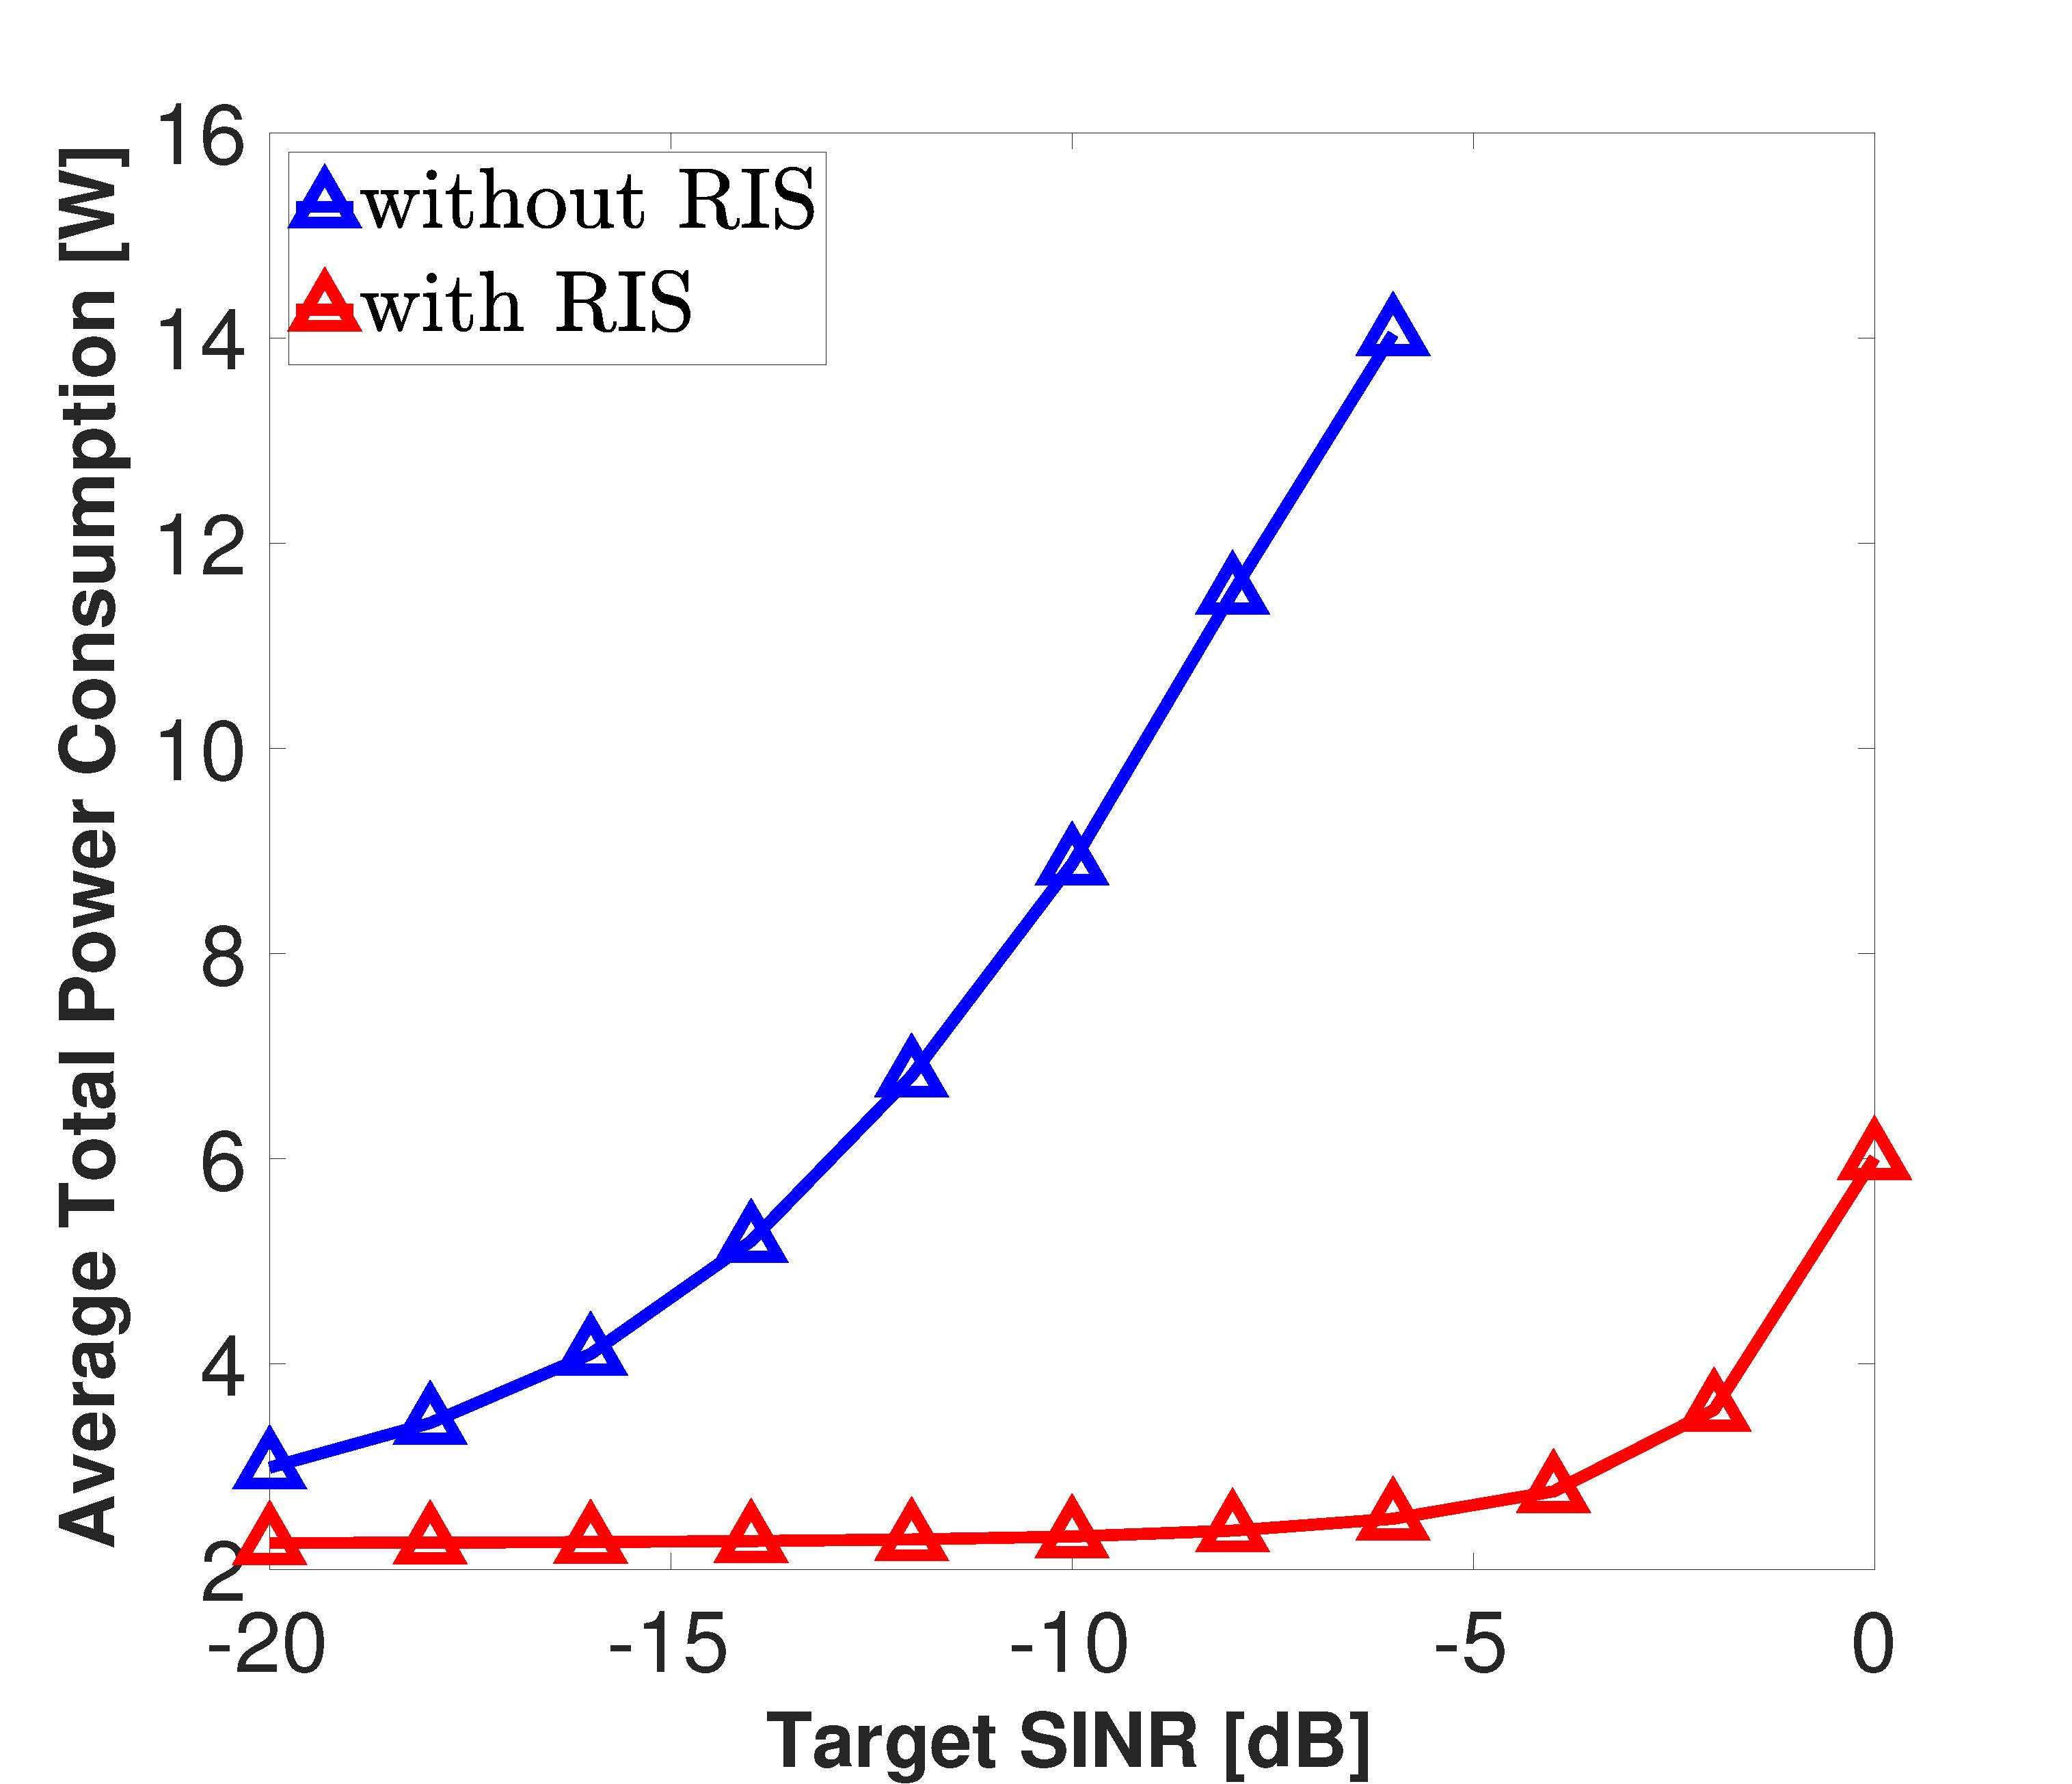 Average Total Power Consumption [W]
16
14
12
10
8
6
4
2
without RIS
with RIS
-20 -15 -10 -5 0
Target SINR [dB]